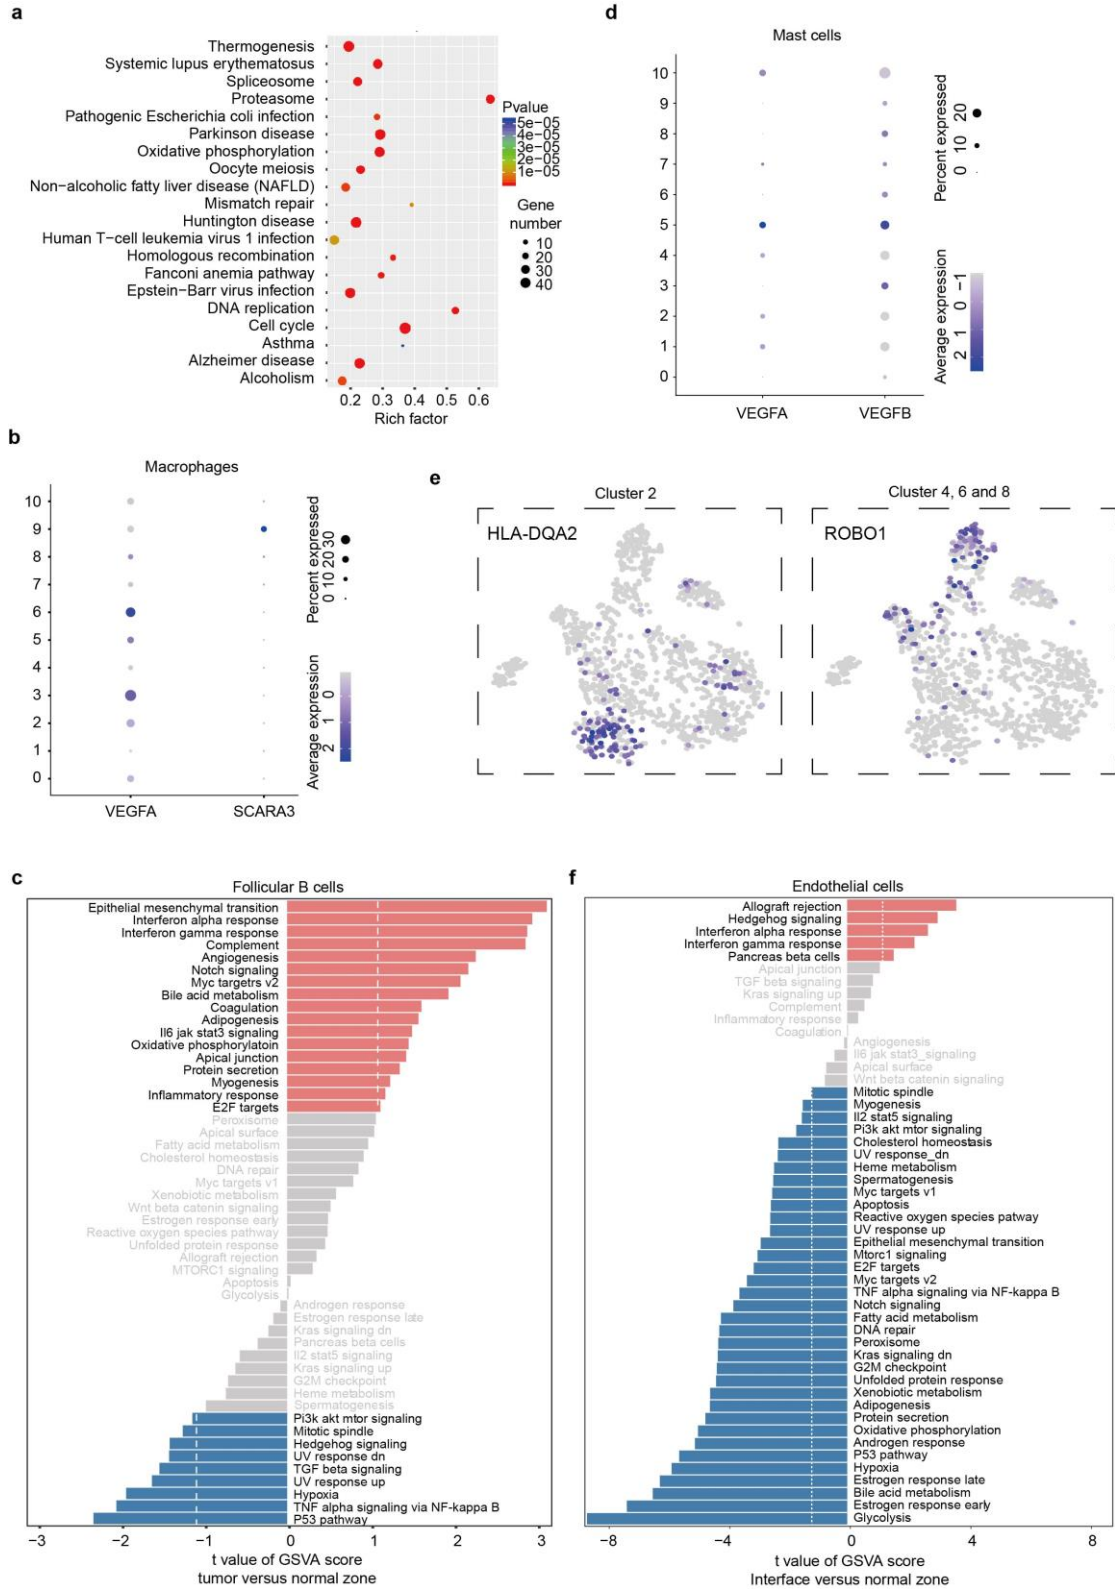 a
Thermogenesis
Systemic lupus erythematosus
Spliceosome
Proteasome
Pathogenic Escherichia coli infection
Parkinson disease
Oxidative phosphorylation
Oocyte meiosis
Non-alcoholic fatty liver disease (NAFLD)
Mismatch repair
Huntington disease
Human T-cell leukemia virus 1 infection
Homologous recombination
Fanconi anemia pathway
Epstein-Barr virus infection
DNA replication
Cell cycle
Asthma
Alzheimer disease
Alcoholism
0.2 0.3 0.4 0.5 0.6
Rich factor
Pvalue
5e-05
4e-05
3e-05
2e-05
1e-05
Gene
number
10
20
30
40
b
Macrophages
10
9
8
7
6
5
4
3
2
1
0
VEGFA SCARA3
Percent expressed
0 10 20 30
Average expression
2 1 0
c
Follicular B cells
Epithelial mesenchymal transition
Interferon alpha response
Interferon gamma response
Complement
Angiogenesis
Notch signaling
Myc targetrs v2
Bile acid metabolism
Coagulation
Adipogenesis
Il6 jak stat3 signaling
Oxidative phosphorylatoin
Apical junction
Protein secretion
Myogenesis
Inflammatory response
E2F targets
Peroxisome
Apical surface
Fatty acid metabolism
Cholesterol homeostasis
DNA repair
Myc targets v1
Xenobiotic metabolism
Wnt beta catenin signaling
Estrogen response early
Reactive oxygen species pathway
Unfolded protein response
Allograft rejection
MTORC1 signaling
Apoptosis
Glycolysis
Androgen response
Estrogen response late
Kras signaling dn
Pancreas beta cells
Il2 stat5 signaling
Kras signaling up
G2M checkpoint
Heme metabolism
Spermatogenesis
Pi3k akt mtor signaling
Mitotic spindle
Hedgehog signaling
UV response dn
TGF beta signaling
UV response up
Hypoxia
TNF alpha signaling via NF-kappa B
P53 pathway
-3 -2 -1 0 1 2 3
t value of GSVA score
tumor versus normal zone
d
Mast cells
10
9
8
7
6
5
4
3
2
1
0
VEGFA VEGFB
Percent expressed
0 10 20
Average expression
2 1 0 -1
e
Cluster 2
HLA-DQA2
Cluster 4, 6 and 8
ROBO1
f
Endothelial cells
Allograft rejection
Hedgehog signaling
Interferon alpha response
Interferon gamma response
Pancreas beta cells
Apical junction
TGF beta signaling
Kras signaling up
Complement
Inflammatory response
Coagulation
Angiogenesis
Il6 jak stat3_signaling
Apical surface
Wnt beta catenin signaling
Mitotic spindle
Myogenesis
Il2 stat5 signaling
Pi3k akt mtor signaling
Cholesterol homeostasis
UV response_dn
Heme metabolism
Spermatogenesis
Myc targets v1
Apoptosis
Reactive oxygen species patway
UV response up
Epithelial mesenchymal transition
Mtorc1 signaling
E2F targets
Myc targets v2
TNF alpha signaling via NF-kappa B
Notch signaling
Fatty acid metabolism
DNA repair
Peroxisome
Kras signaling dn
G2M checkpoint
Unfolded protein response
Xenobiotic metabolism
Adipogenesis
Protein secretion
Oxidative phosphorylation
Androgen response
P53 pathway
Hypoxia
Estrogen response late
Bile acid metabolism
Estrogen response early
Glycolysis
-8 -4 0 4 8
t value of GSVA score
Interface versus normal zone